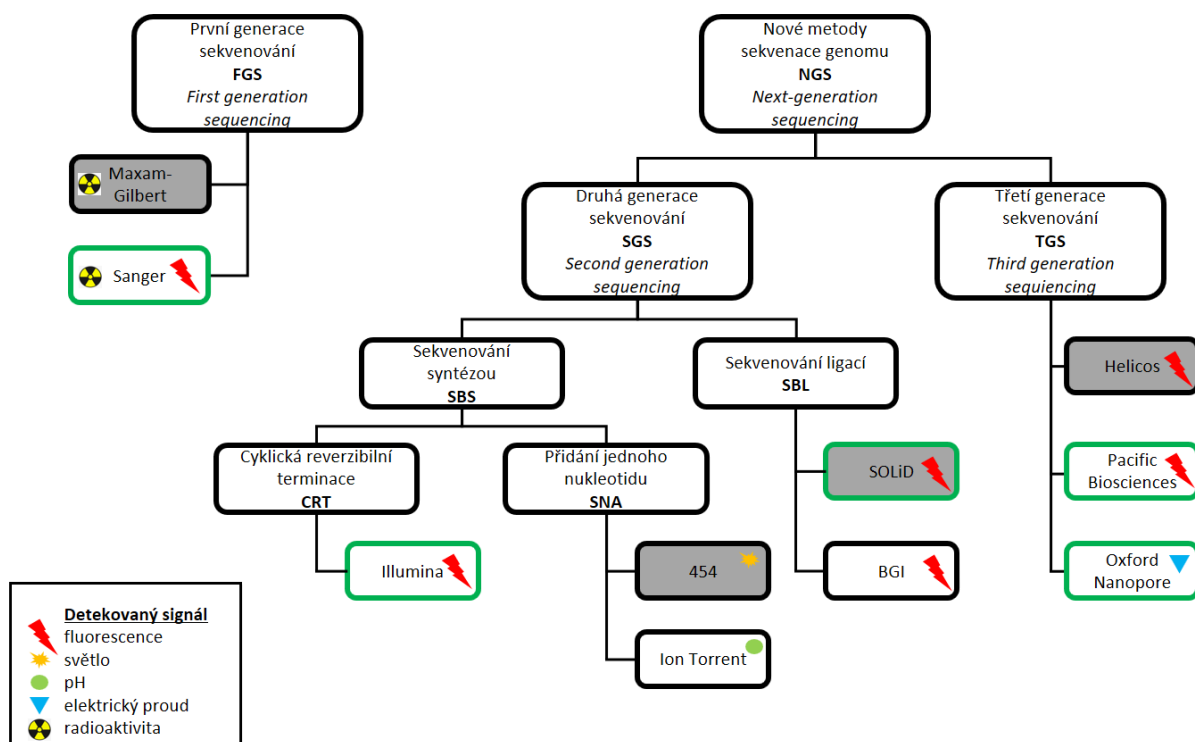 První generace
sekvenování
FGS
First generation
sequencing
Nové metody
sekvenace genomu
NGS
Next-generation
sequencing
Maxam-
Gilbert
Sanger
Druhá generace
sekvenování
SGS
Second generation
sequencing
Třetí generace
sekvenování
TGS
Third generation
sequiencing
Sekvenování
syntézou
SBS
Sekvenování ligací
SBL
Helicos
Cyklická reverzibilní
terminace
CRT
Přidání jednoho
nukleotidu
SNA
SOLiD
Pacific
Biosciences
Illumina
454
BGI
Oxford
Nanopore
Ion Torrent
Detekovaný signál
fluorescence
světlo
pH
elektrický proud
radioaktivita